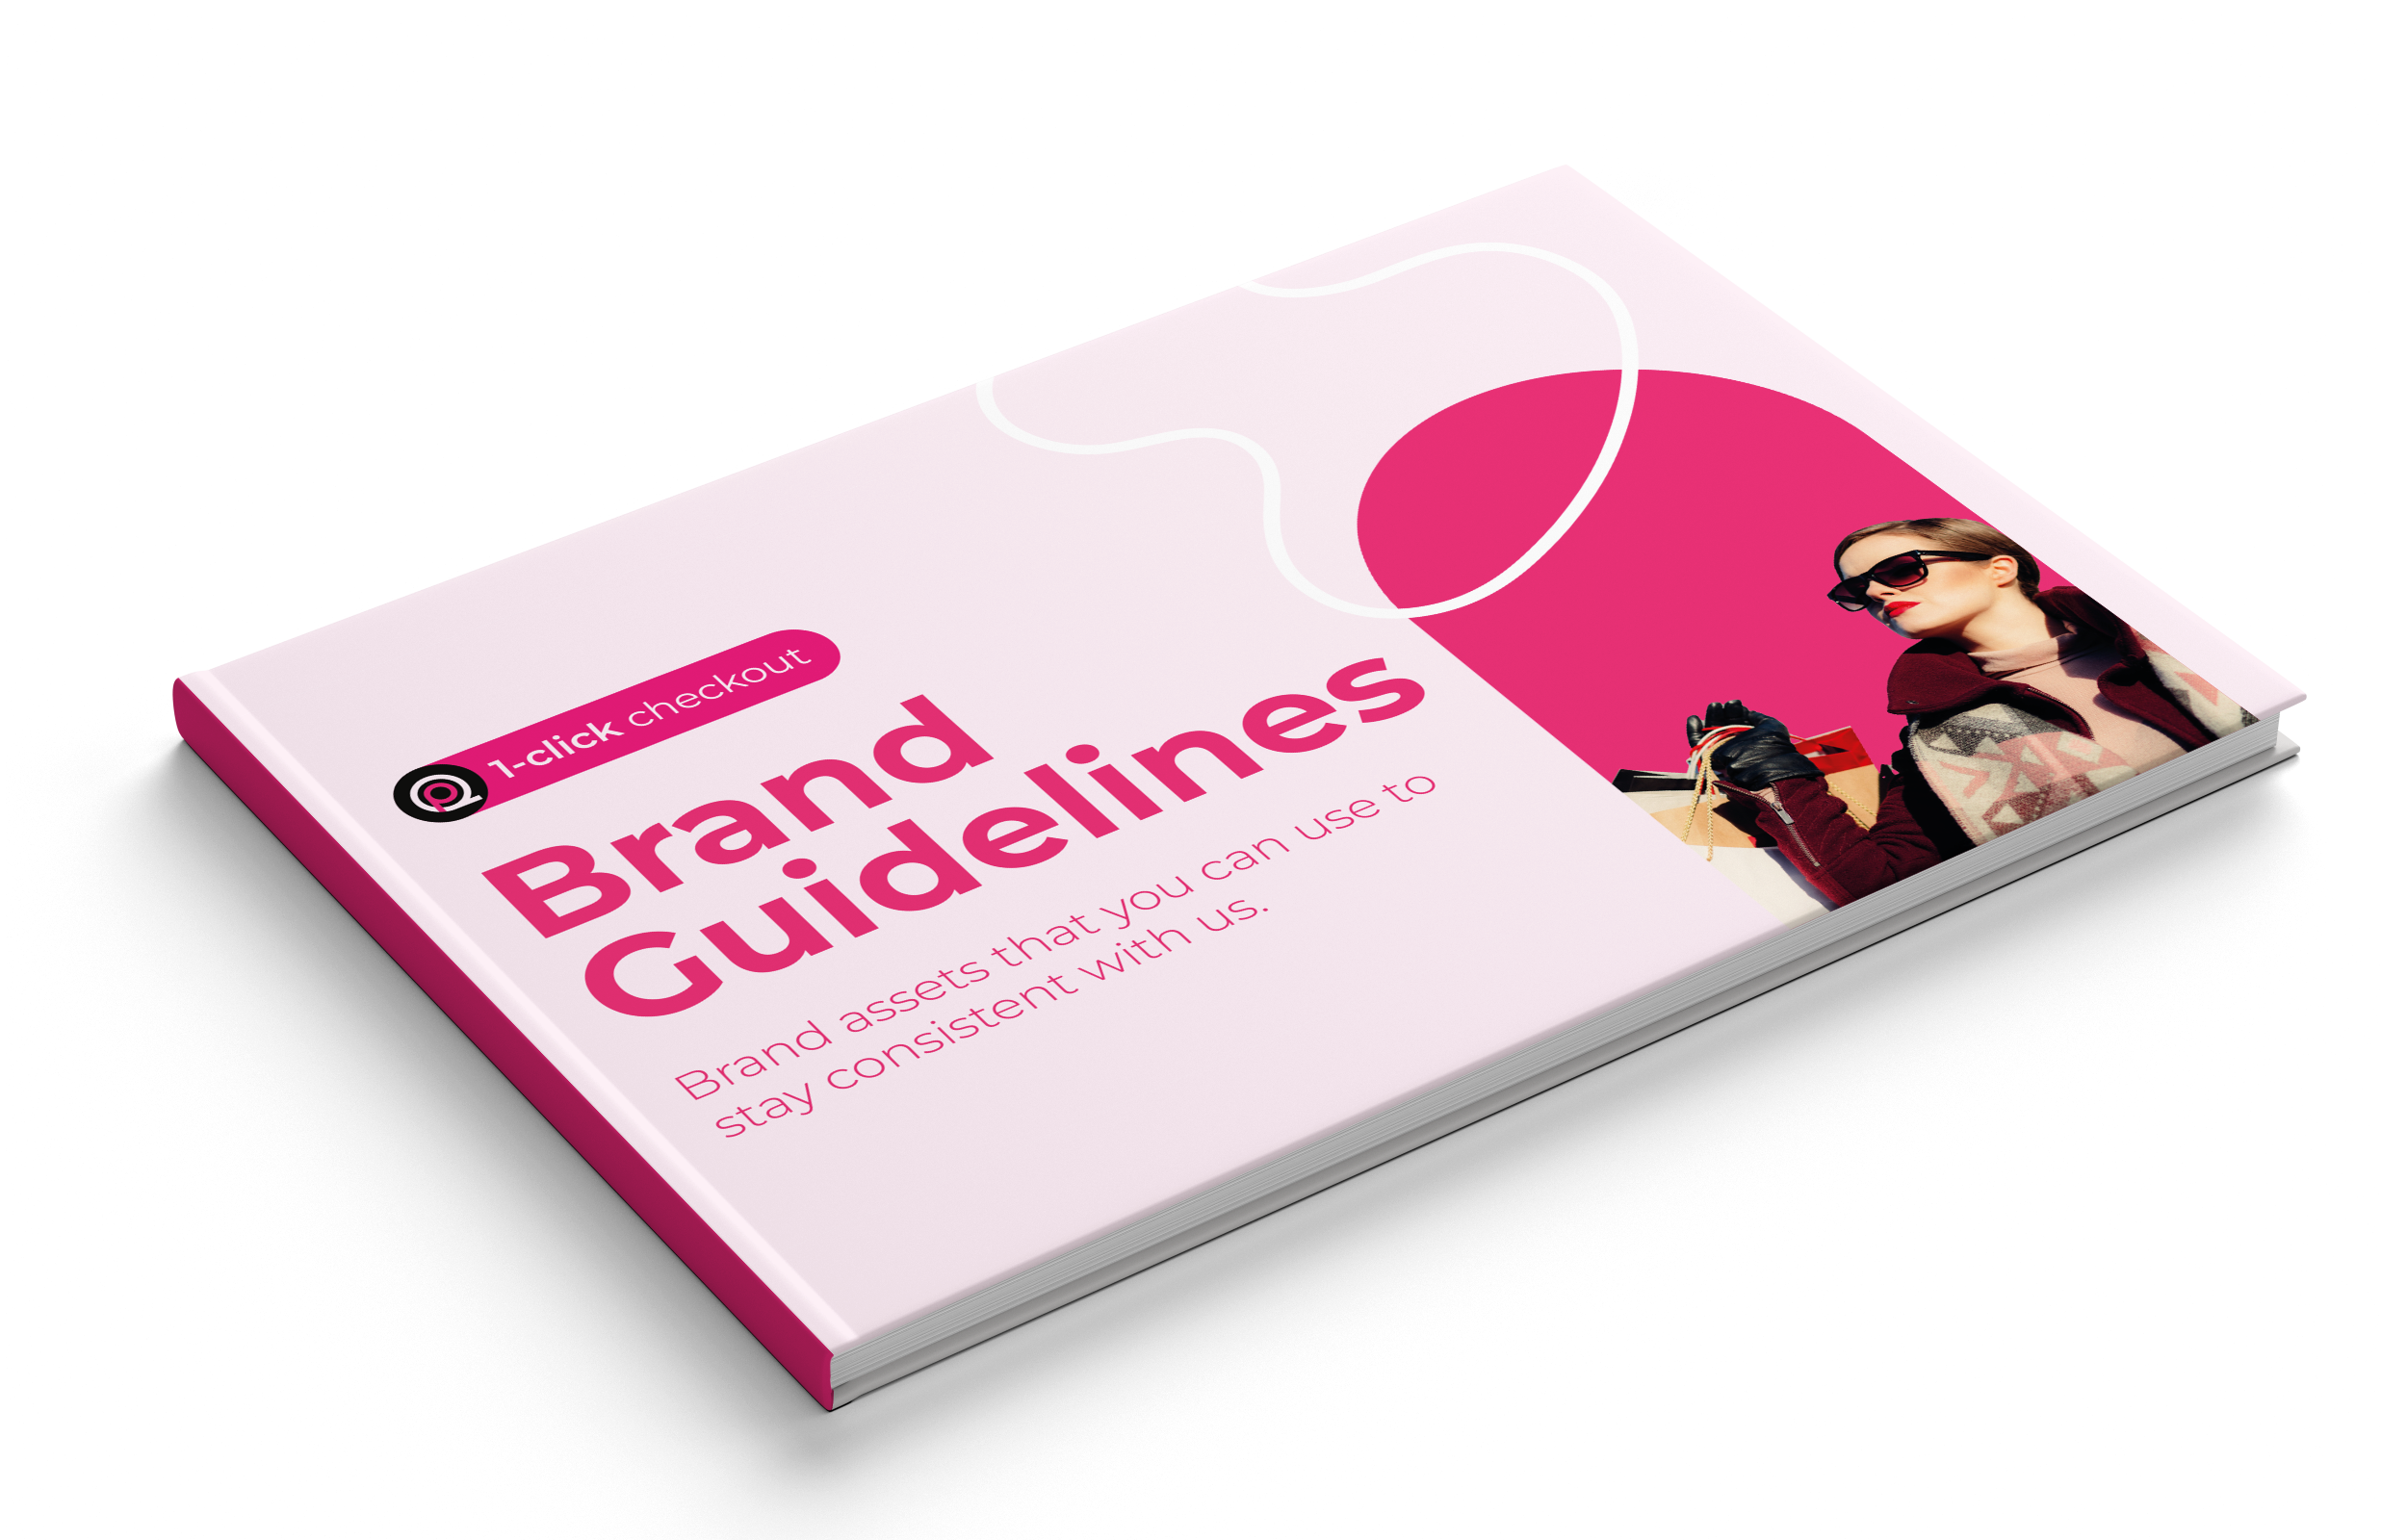 1-click checkout
Brand
Guidelines
Brand assets that you can use to
stay consistent with us.